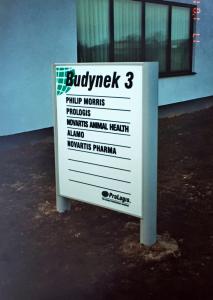 Budynek 3
PHILIP MORRIS
PROLOGIS
NOVARTIS ANIMAL HEALTH
ALAMO
NOVARTIS PHARMA
ProLogis